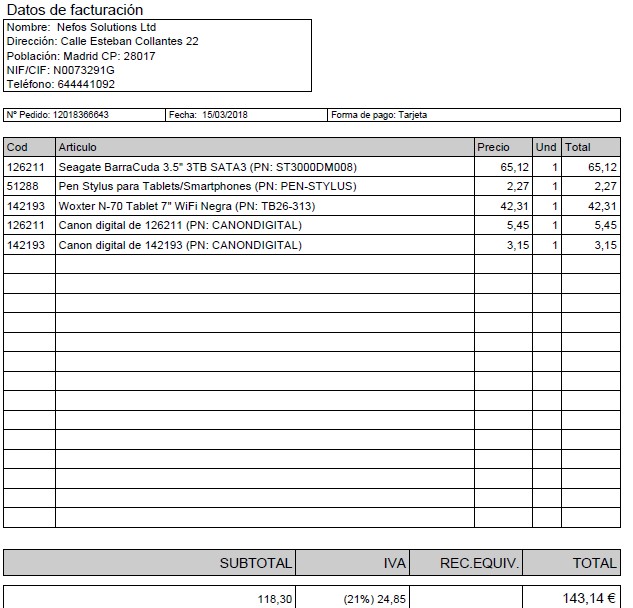 Datos de facturación
Nombre: Nefos Solutions Ltd
Dirección: Calle Esteban Collantes 22
Población: Madrid CP: 28017
NIF/CIF: N0073291G
Teléfono: 644441092
Nº Pedido: 12018366643 Fecha: 15/03/2018 Forma de pago: Tarjeta
Cod Articulo Precio Und Total
126211 Seagate BarraCuda 3.5" 3TB SATA3 (PN: ST3000DM008) 65,12 1 65,12
51288 Pen Stylus para Tablets/Smartphones (PN: PEN-STYLUS) 2,27 1 2,27
142193 Woxter N-70 Tablet 7" WiFi Negra (PN: TB26-313) 42,31 1 42,31
126211 Canon digital de 126211 (PN: CANONDIGITAL) 5,45 1 5,45
142193 Canon digital de 142193 (PN: CANONDIGITAL) 3,15 1 3,15
SUBTOTAL IVA REC.EQUIV. TOTAL
118,30 (21%) 24,85 143,14 €